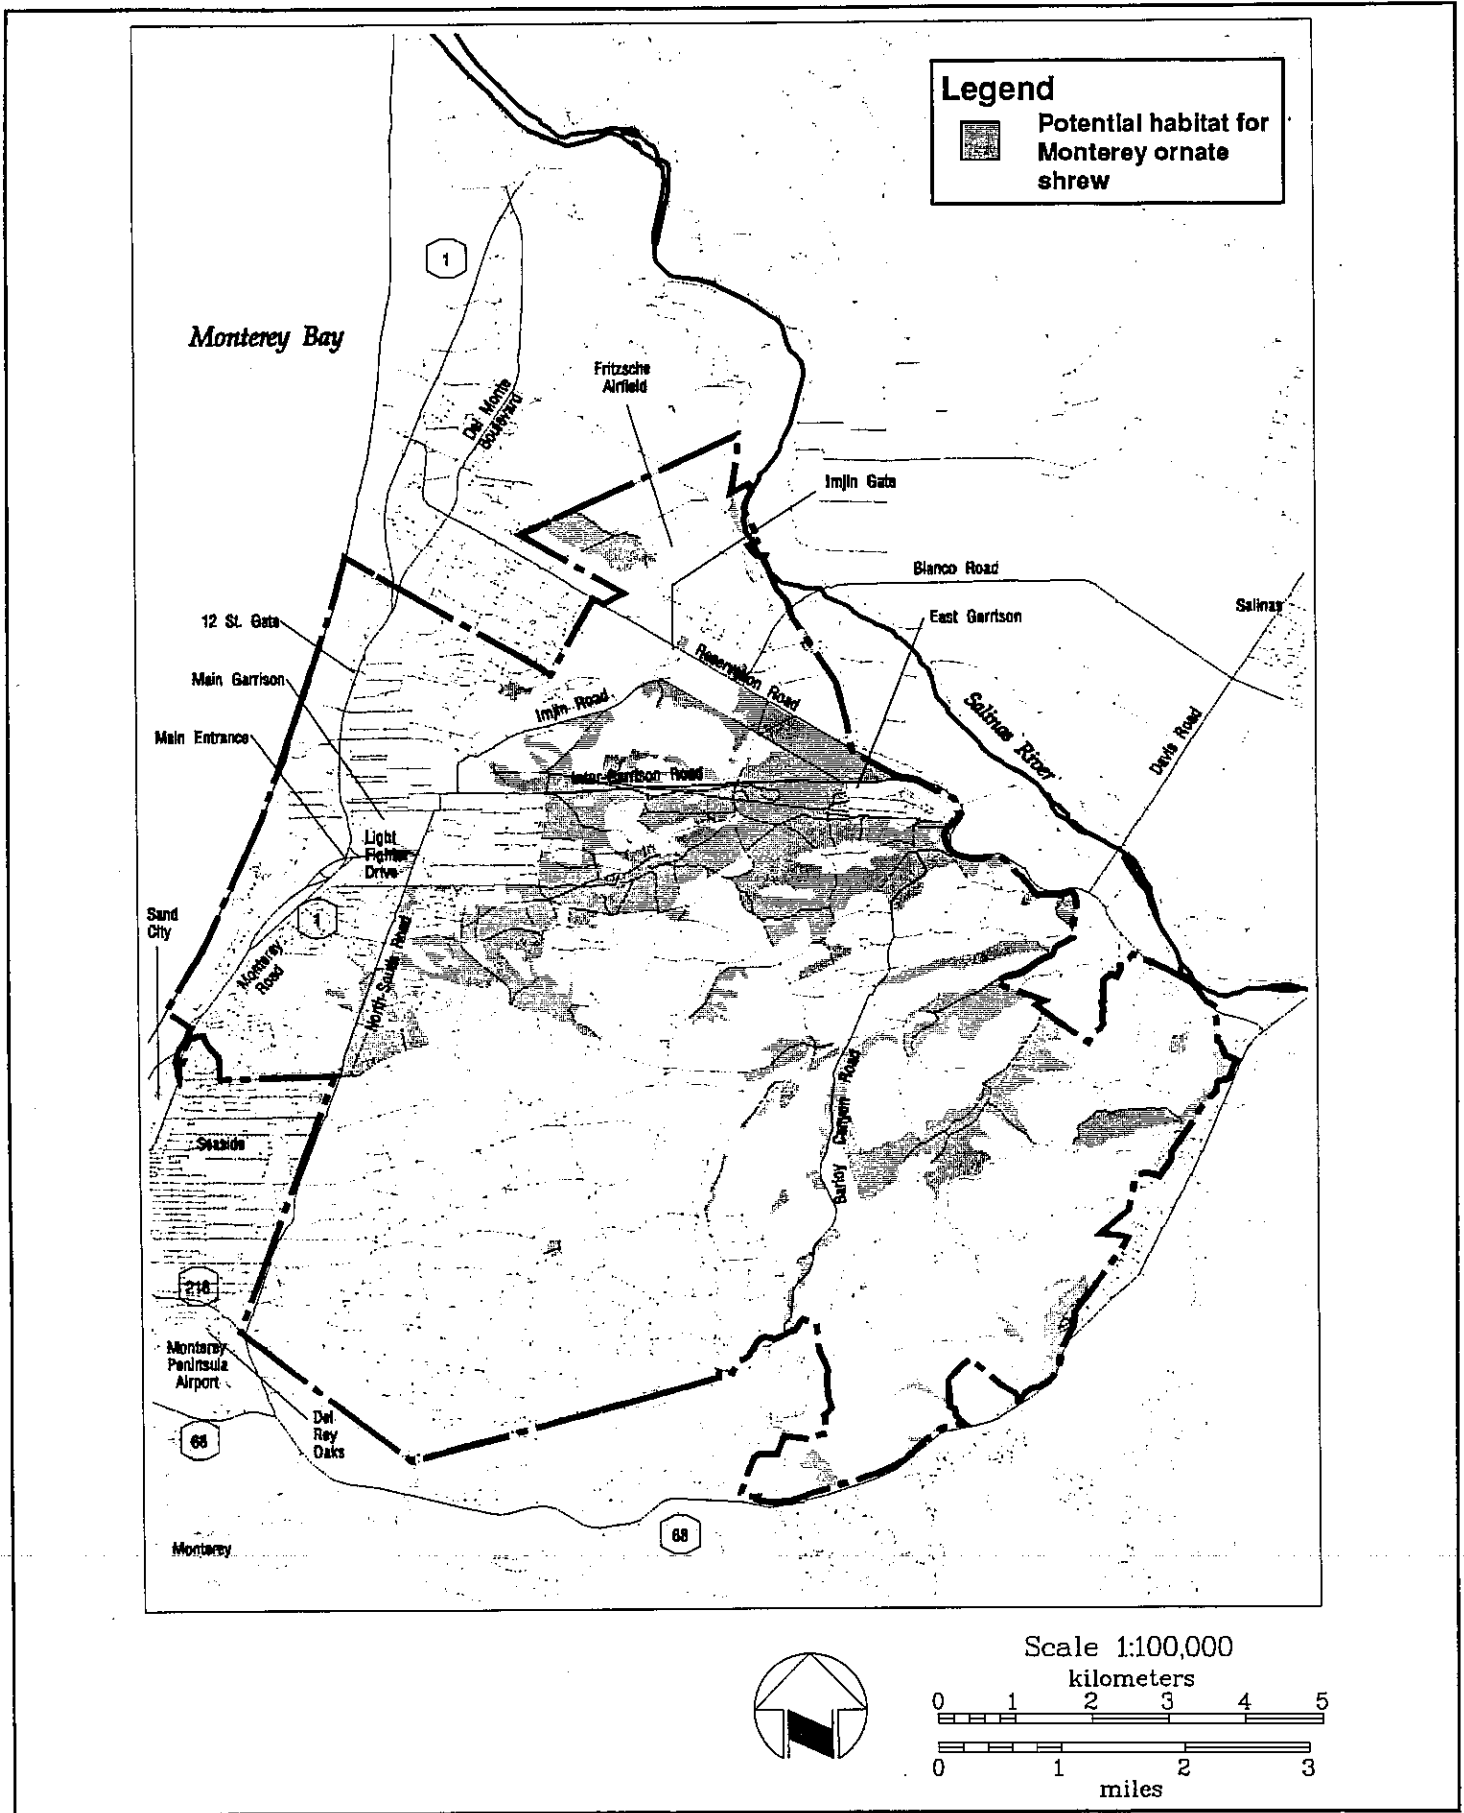 Legend
Potential habitat for
Monterey ornate
shrew
1
Monterey Bay
Fritzsche
Airfield
Del Monte
Boulevard
Imjin Gate
Blanco Road
Salinas
12 St. Gate
East Garrison
Reservation Road
Main Garrison
Imjin Road
Salinas River
Davis Road
Main Entrance
Inter-Garrison Road
Light
Fighter
Drive
Sand
City
1
Monterey
Road
North-South Road
Barloy Canyon Road
Seaside
218
Monterey
Peninsula
Airport
Del
Rey
Oaks
68
68
Monterey
Scale 1:100,000
kilometers
0 1 2 3 4 5
0 1 2 3
miles